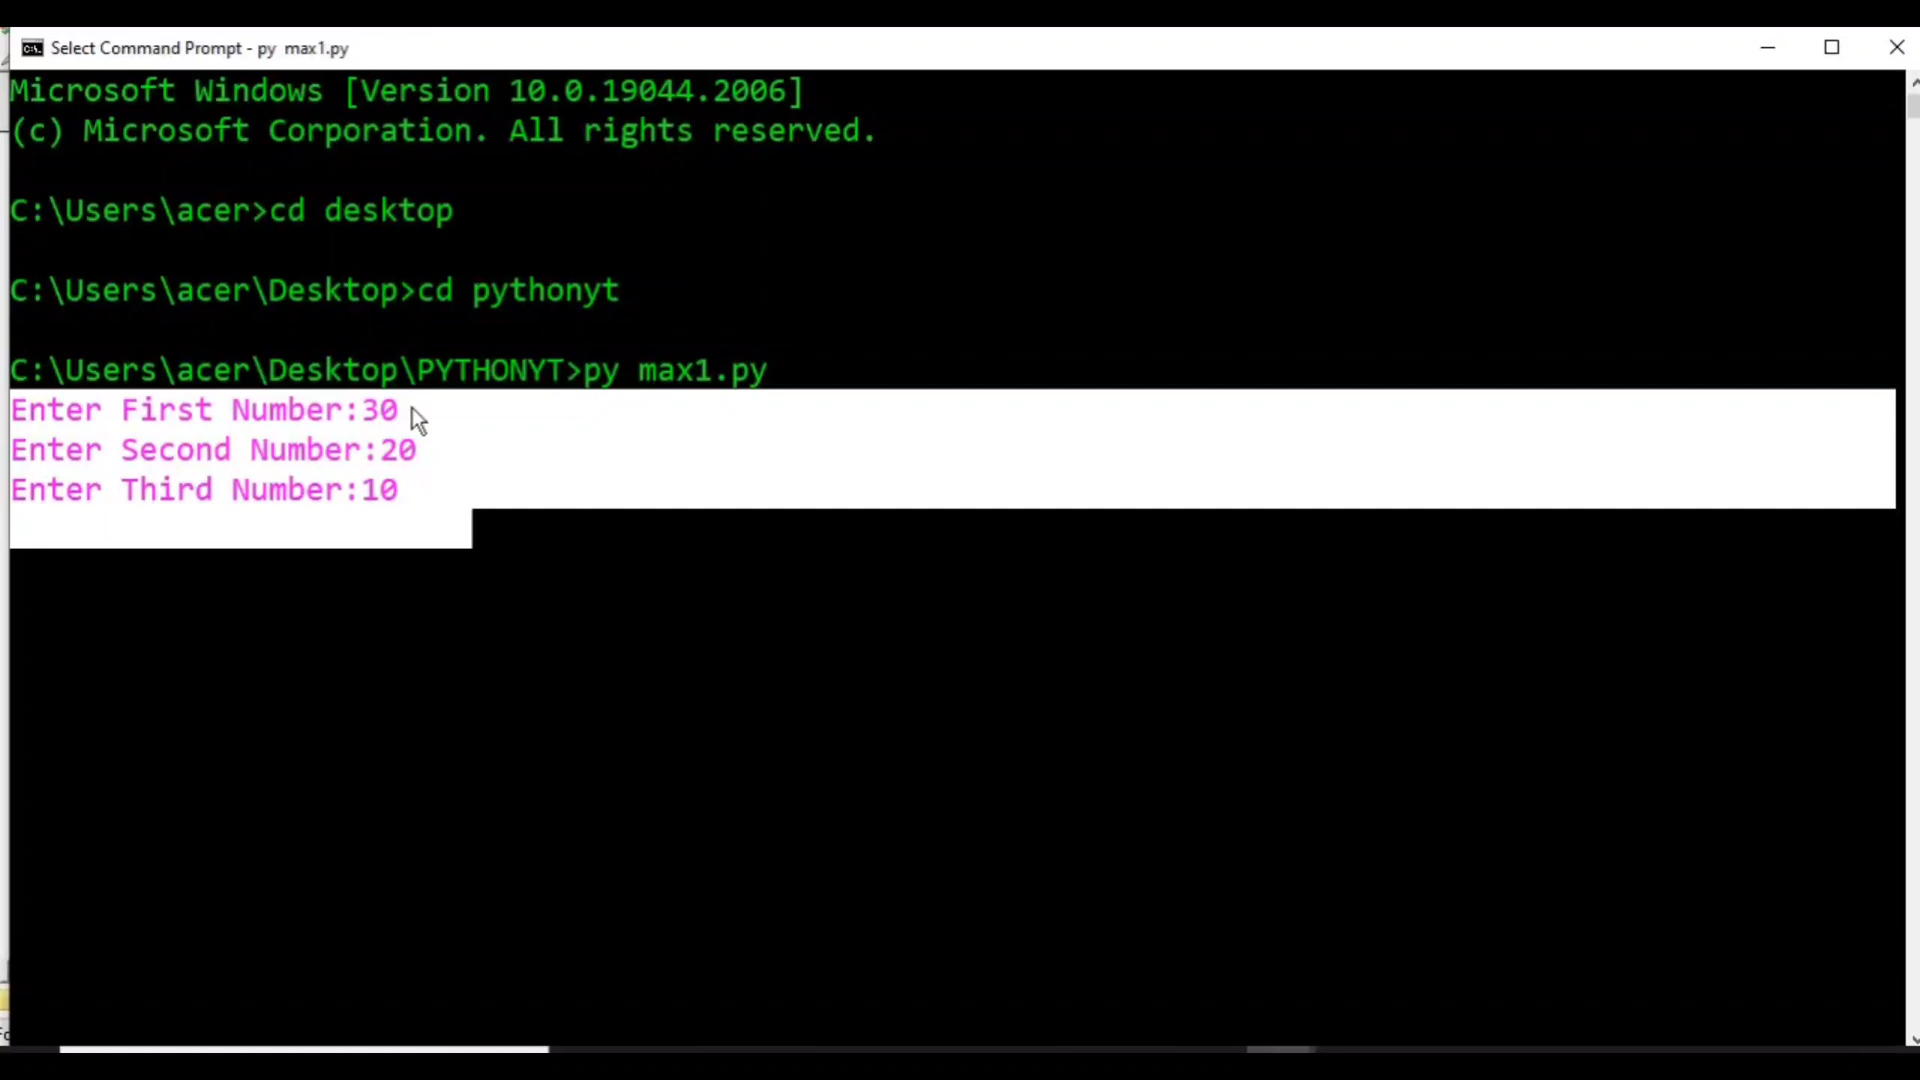 Select Command Prompt - py  max1.py
Microsoft Windows [Version 10.0.19044.2006]
(c) Microsoft Corporation. All rights reserved.
C:\Users\acer>cd desktop
C:\Users\acer\Desktop>cd pythonyt
C:\Users\acer\Desktop\PYTHONYT>py max1.py
Enter First Number:30
Enter Second Number:20
Enter Third Number:10